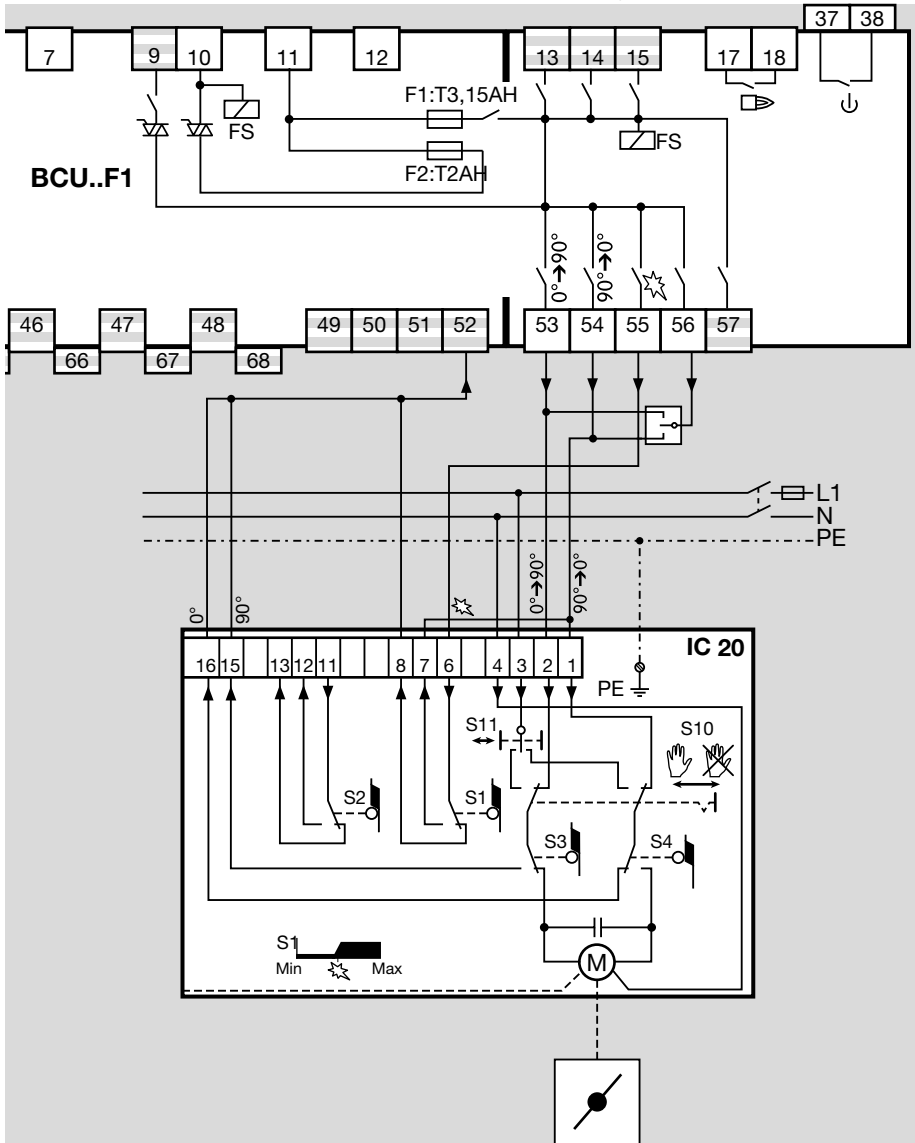 37 38
7 9 10 11 12 13 14 15 17 18
F1:T3,15AH
FS
FS
F2:T2AH
BCU..F1
0°➔90°
90°➔0°
46 47 48 49 50 51 52 53 54 55 56 57
66 67 68
L1
N
PE
0°
90°
0°➔90°
90°➔0°
IC 20
16 15 13 12 11 8 7 6 4 3 2 1
PE
S11
S10
S2
S1
S3
S4
S1
Min
Max
M